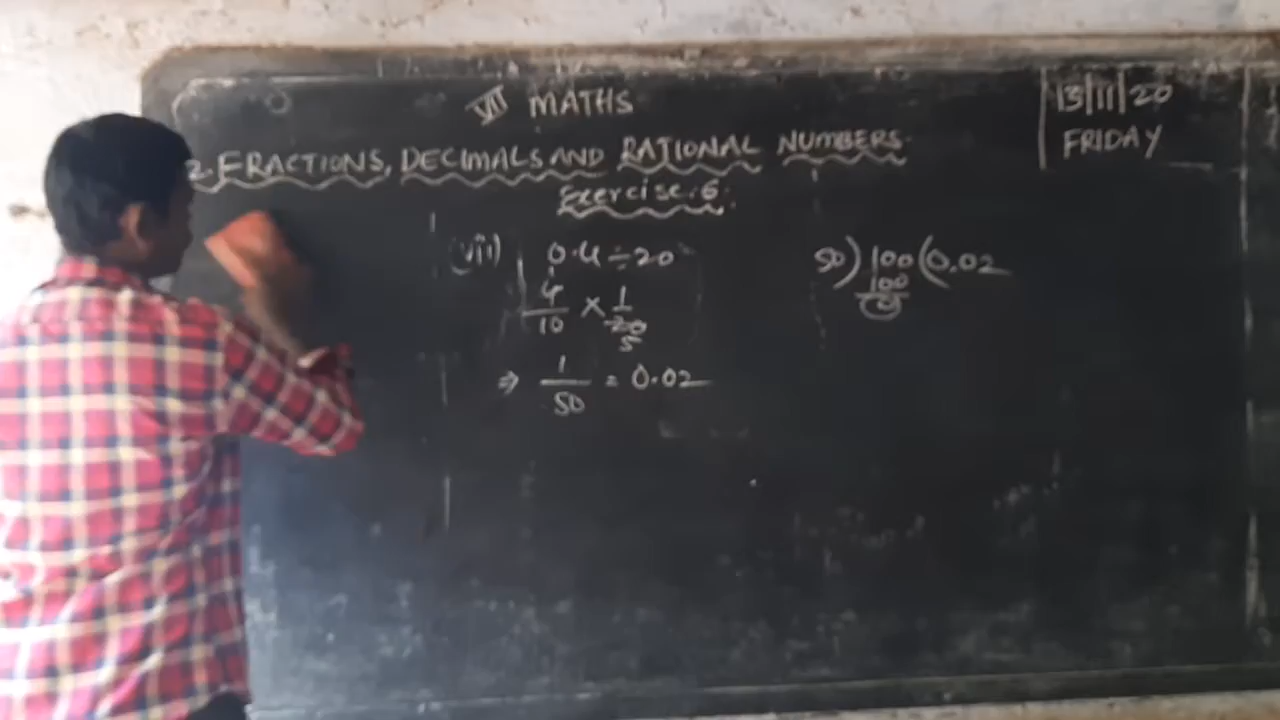 VII MATHS
13/11/20
FRIDAY
2. FRACTIONS, DECIMALS AND RATIONAL NUMBERS.
Exercise:6.
(vii) 0.4 ÷ 20
4/10 × 1/20
5
⇒ 1/50 = 0.02
50) 100 (0.02
100
0